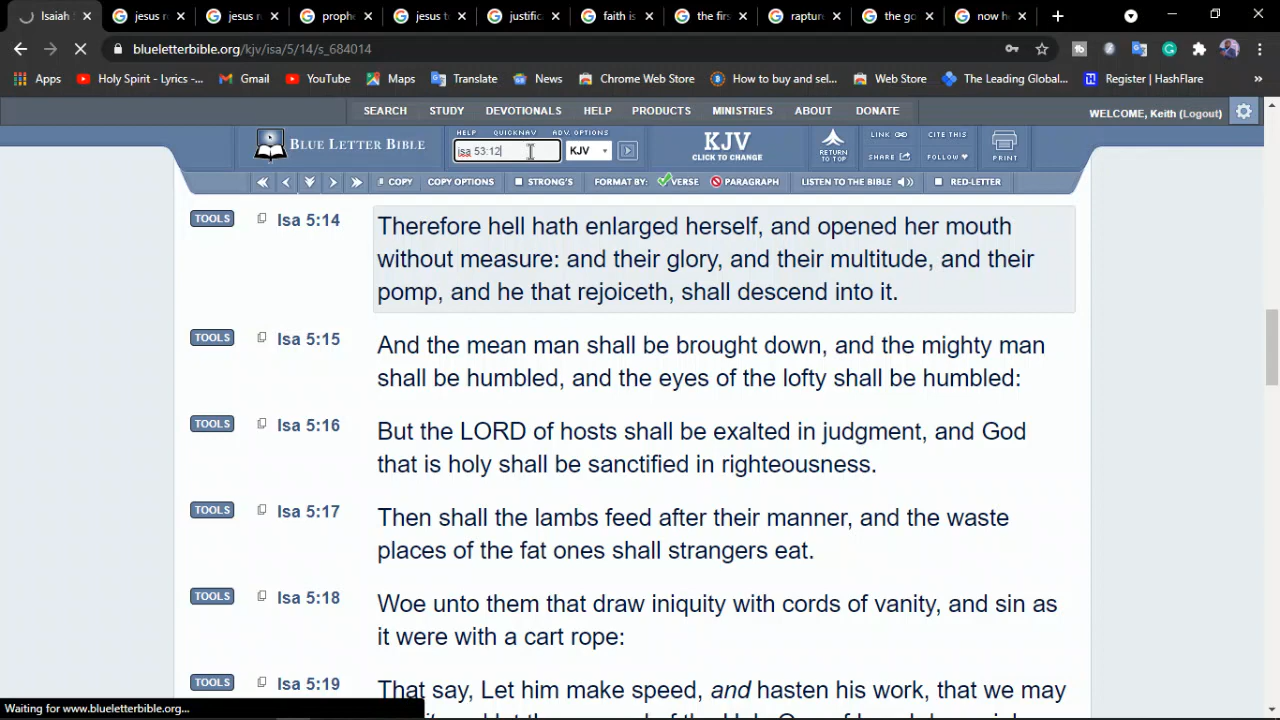 Isaiah 5
jesus r
jesus r
prophe
jesus t
justific
faith is
the firs
raptur
the go
now h
blueletterbible.org/kjv/isa/5/14/s_684014
Apps Holy Spirit - Lyrics -... Gmail YouTube Maps Translate News Chrome Web Store How to buy and sel... Web Store The Leading Global... Register | HashFlare »
SEARCH STUDY DEVOTIONALS HELP PRODUCTS MINISTRIES ABOUT DONATE WELCOME, Keith (Logout)
HELP QUICKNAV ADV. OPTIONS
BLUE LETTER BIBLE
isa 53:12 KJV
KJV
CLICK TO CHANGE
RETURN
TO TOP
LINK CITE THIS
SHARE FOLLOW
PRINT
COPY COPY OPTIONS STRONG'S FORMAT BY: VERSE PARAGRAPH LISTEN TO THE BIBLE RED-LETTER
TOOLS Isa 5:14 Therefore hell hath enlarged herself, and opened her mouth
without measure: and their glory, and their multitude, and their
pomp, and he that rejoiceth, shall descend into it.
TOOLS Isa 5:15 And the mean man shall be brought down, and the mighty man
shall be humbled, and the eyes of the lofty shall be humbled:
TOOLS Isa 5:16 But the LORD of hosts shall be exalted in judgment, and God
that is holy shall be sanctified in righteousness.
TOOLS Isa 5:17 Then shall the lambs feed after their manner, and the waste
places of the fat ones shall strangers eat.
TOOLS Isa 5:18 Woe unto them that draw iniquity with cords of vanity, and sin as
it were with a cart rope:
TOOLS Isa 5:19 That say, Let him make speed, and hasten his work, that we may
Waiting for www.blueletterbible.org...